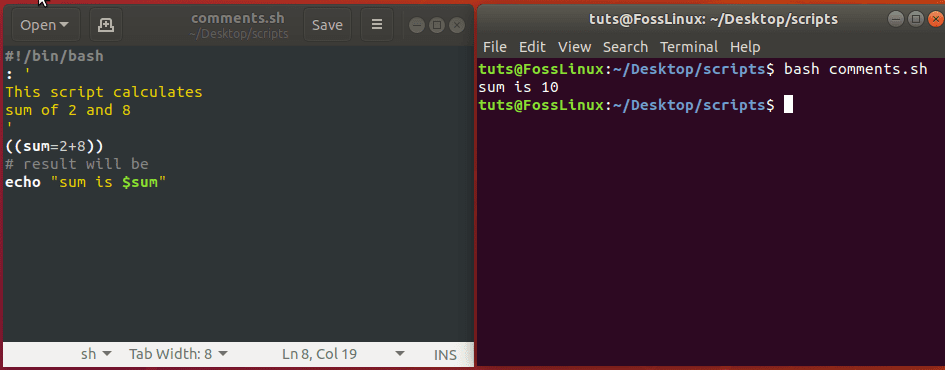 Open
comments.sh
~/Desktop/scripts
Save
#!/bin/bash
: '
This script calculates
sum of 2 and 8
'
((sum=2+8))
# result will be
echo "sum is $sum"
sh Tab Width: 8 Ln 8, Col 19 INS
tuts@FossLinux: ~/Desktop/scripts
File Edit View Search Terminal Help
tuts@FossLinux:~/Desktop/scripts$ bash comments.sh
sum is 10
tuts@FossLinux:~/Desktop/scripts$